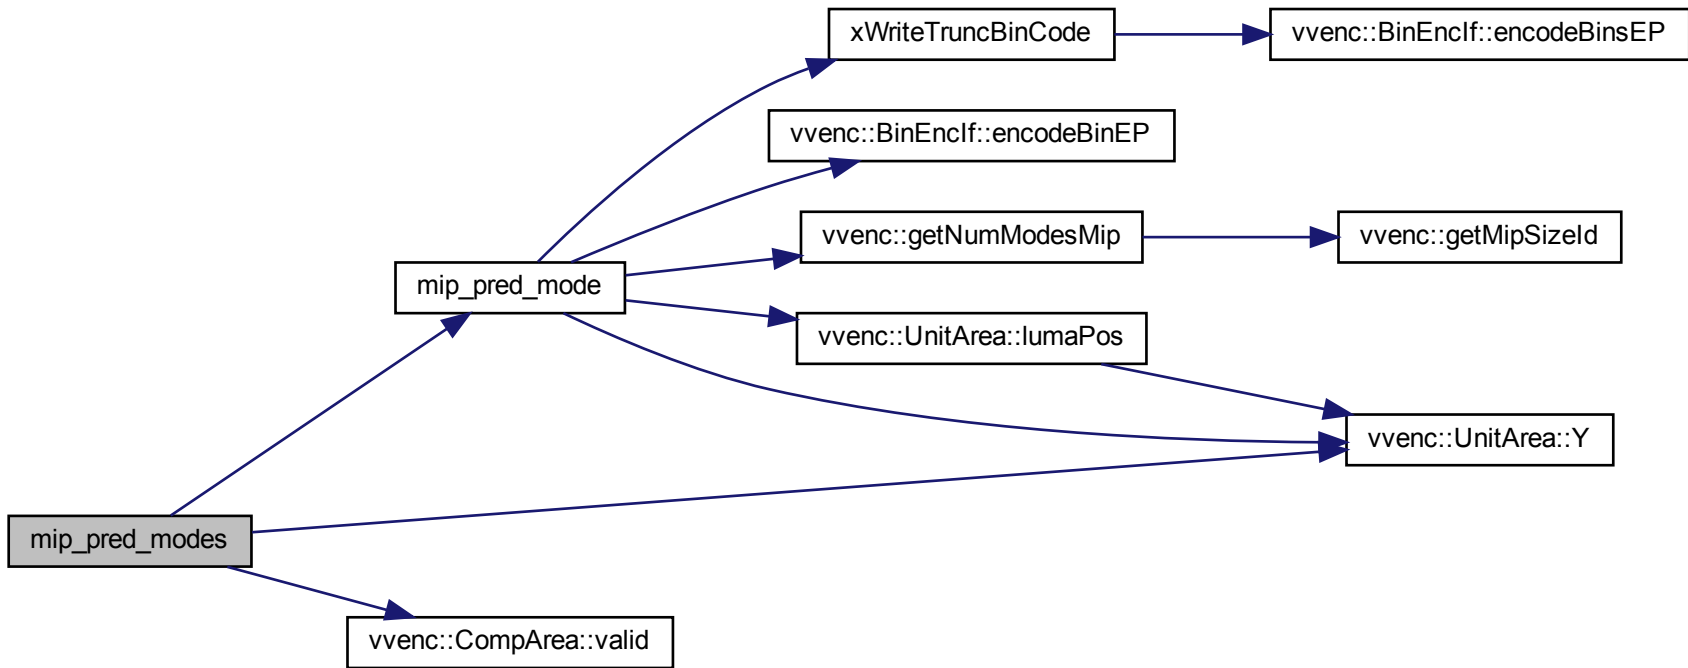 xWriteTruncBinCode
vvenc::BinEncIf::encodeBinsEP
vvenc::BinEncIf::encodeBinEP
vvenc::getNumModesMip
vvenc::getMipSizeId
mip_pred_mode
vvenc::UnitArea::lumaPos
vvenc::UnitArea::Y
mip_pred_modes
vvenc::CompArea::valid